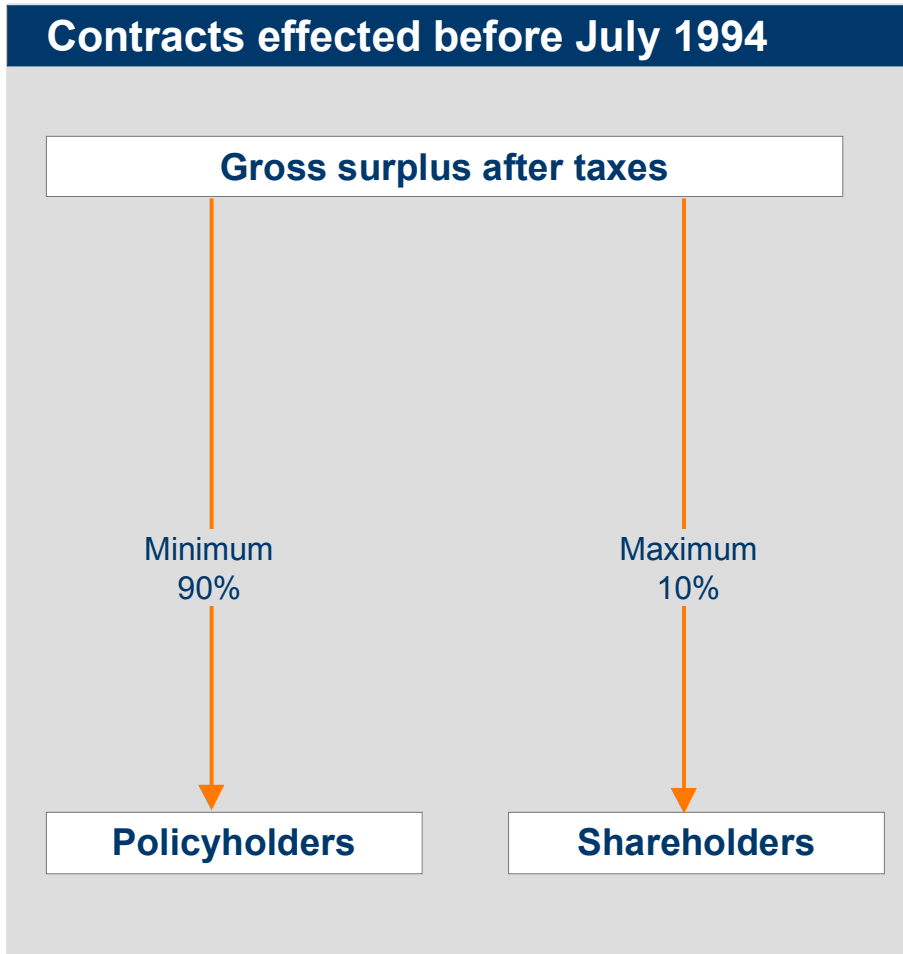 Contracts effected before July 1994
Gross surplus after taxes
Minimum
90%
Maximum
10%
Policyholders
Shareholders